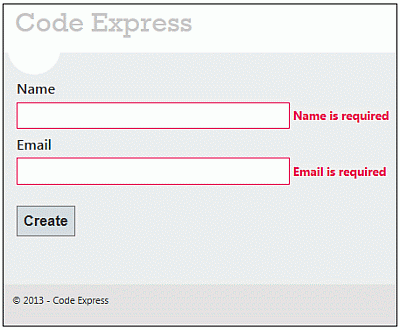 Code Express
Name
Name is required
Email
Email is required
Create
© 2013 - Code Express